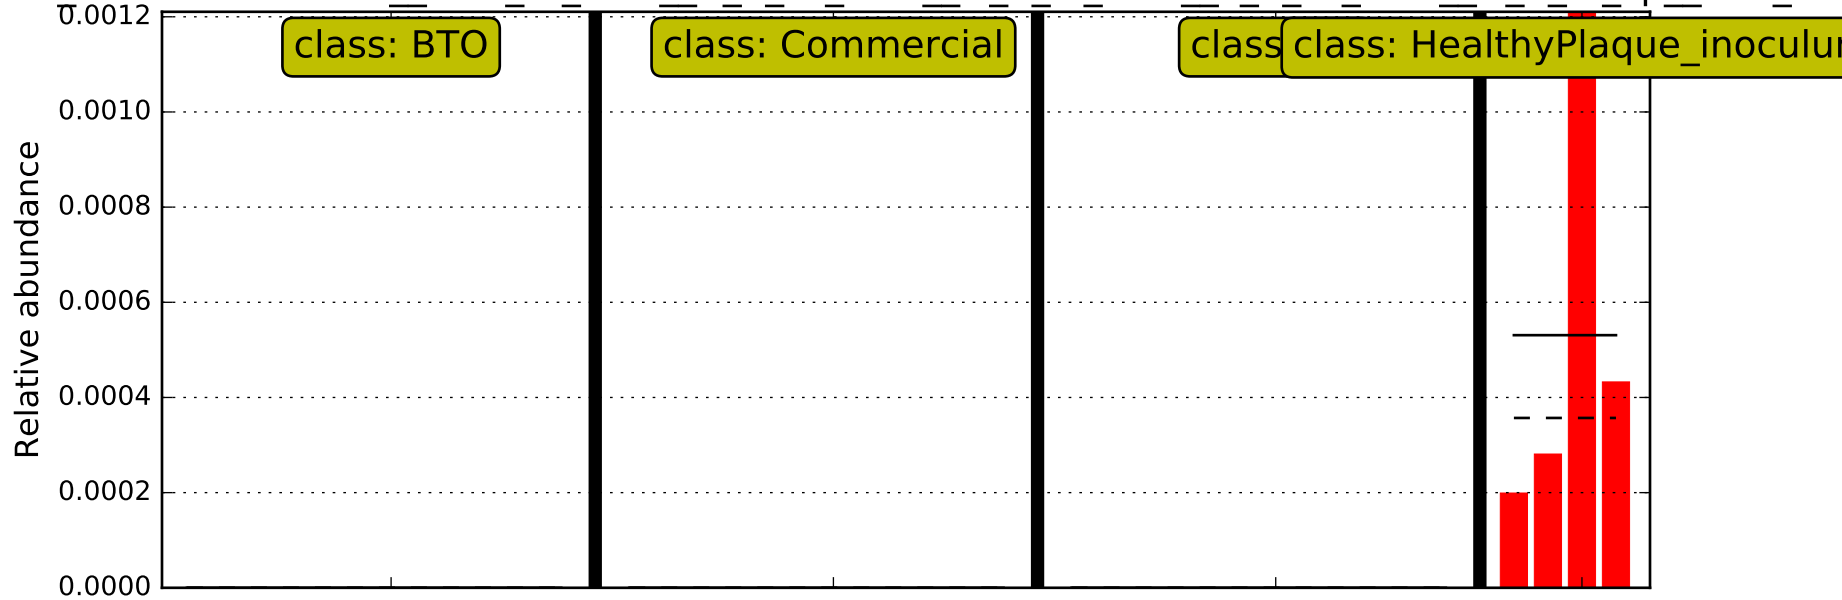 0.0012
class: BTO
class: Commercial
class
class: HealthyPlaque_inoculu
0.0010
0.0008
0.0006
0.0004
0.0002
0.0000
Relative abundance